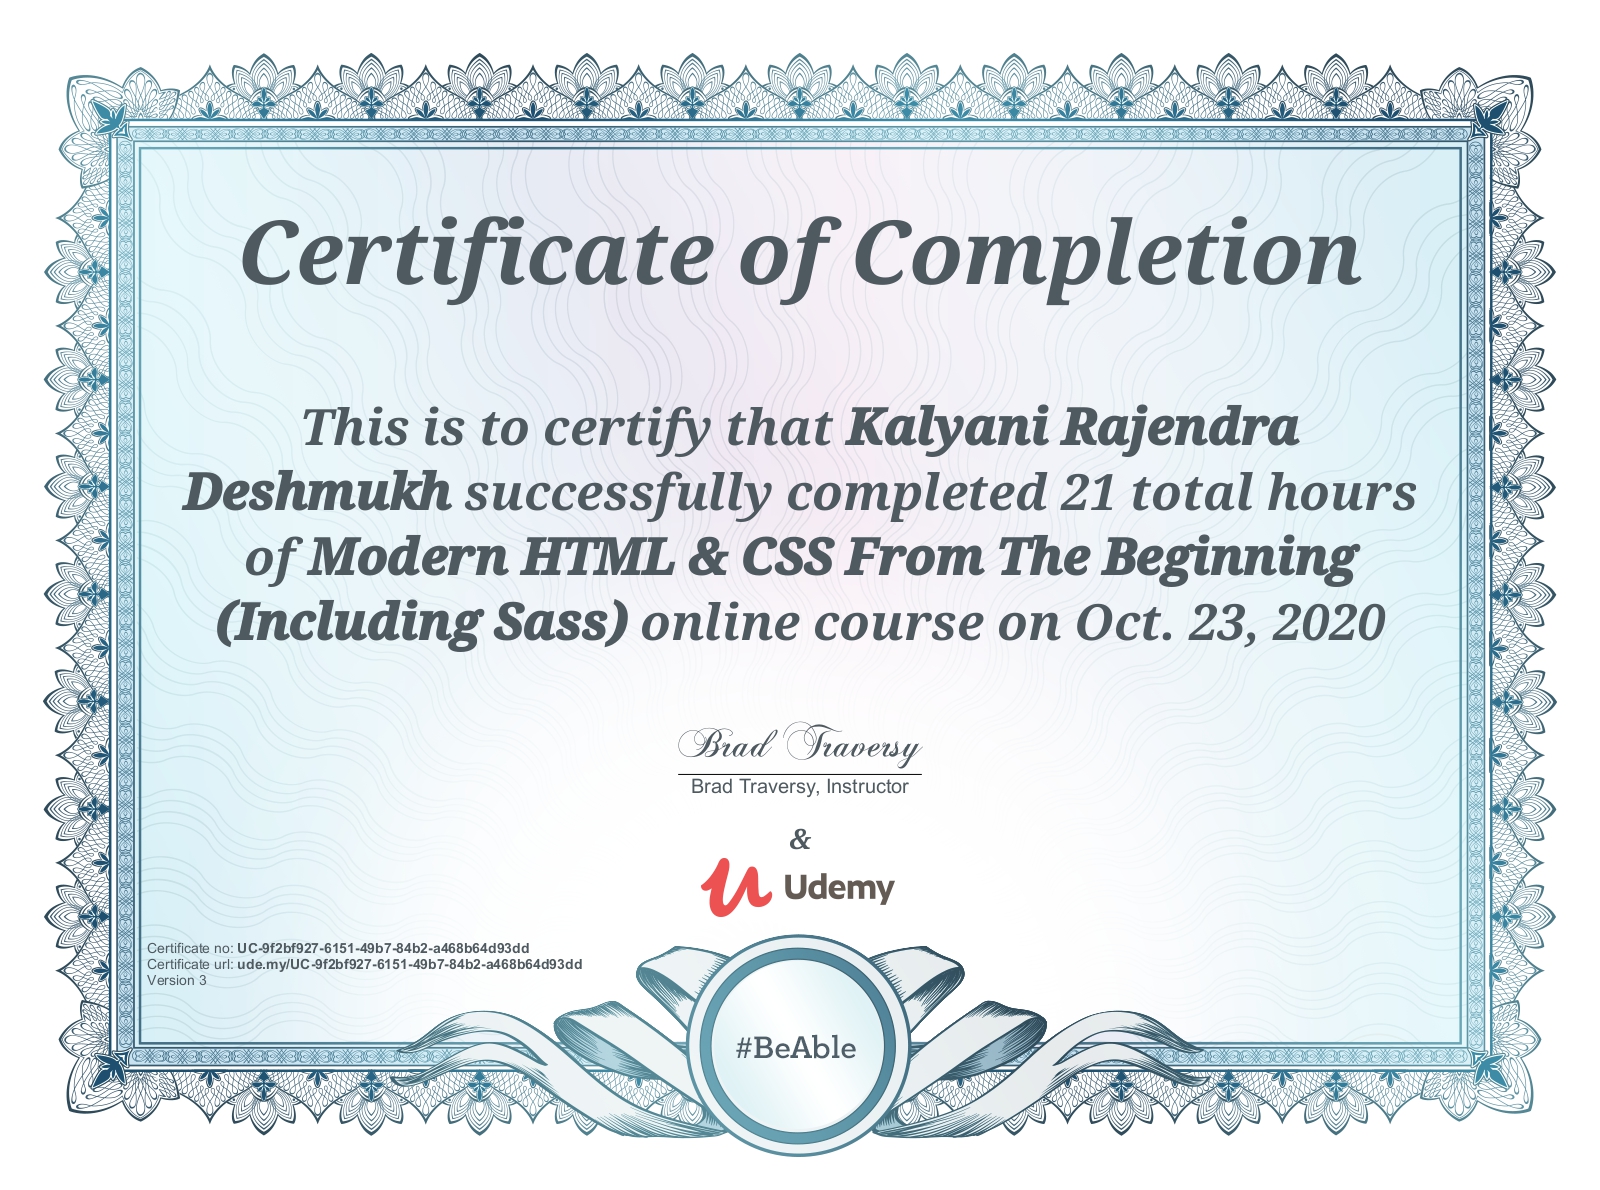 Certificate of Completion
This is to certify that Kalyani Rajendra
Deshmukh successfully completed 21 total hours
of Modern HTML & CSS From The Beginning
(Including Sass) online course on Oct. 23, 2020
Brad Traversy
Brad Traversy, Instructor
&
Udemy
Certificate no: UC-9f2bf927-6151-49b7-84b2-a468b64d93dd
Certificate url: ude.my/UC-9f2bf927-6151-49b7-84b2-a468b64d93dd
Version 3
#BeAble